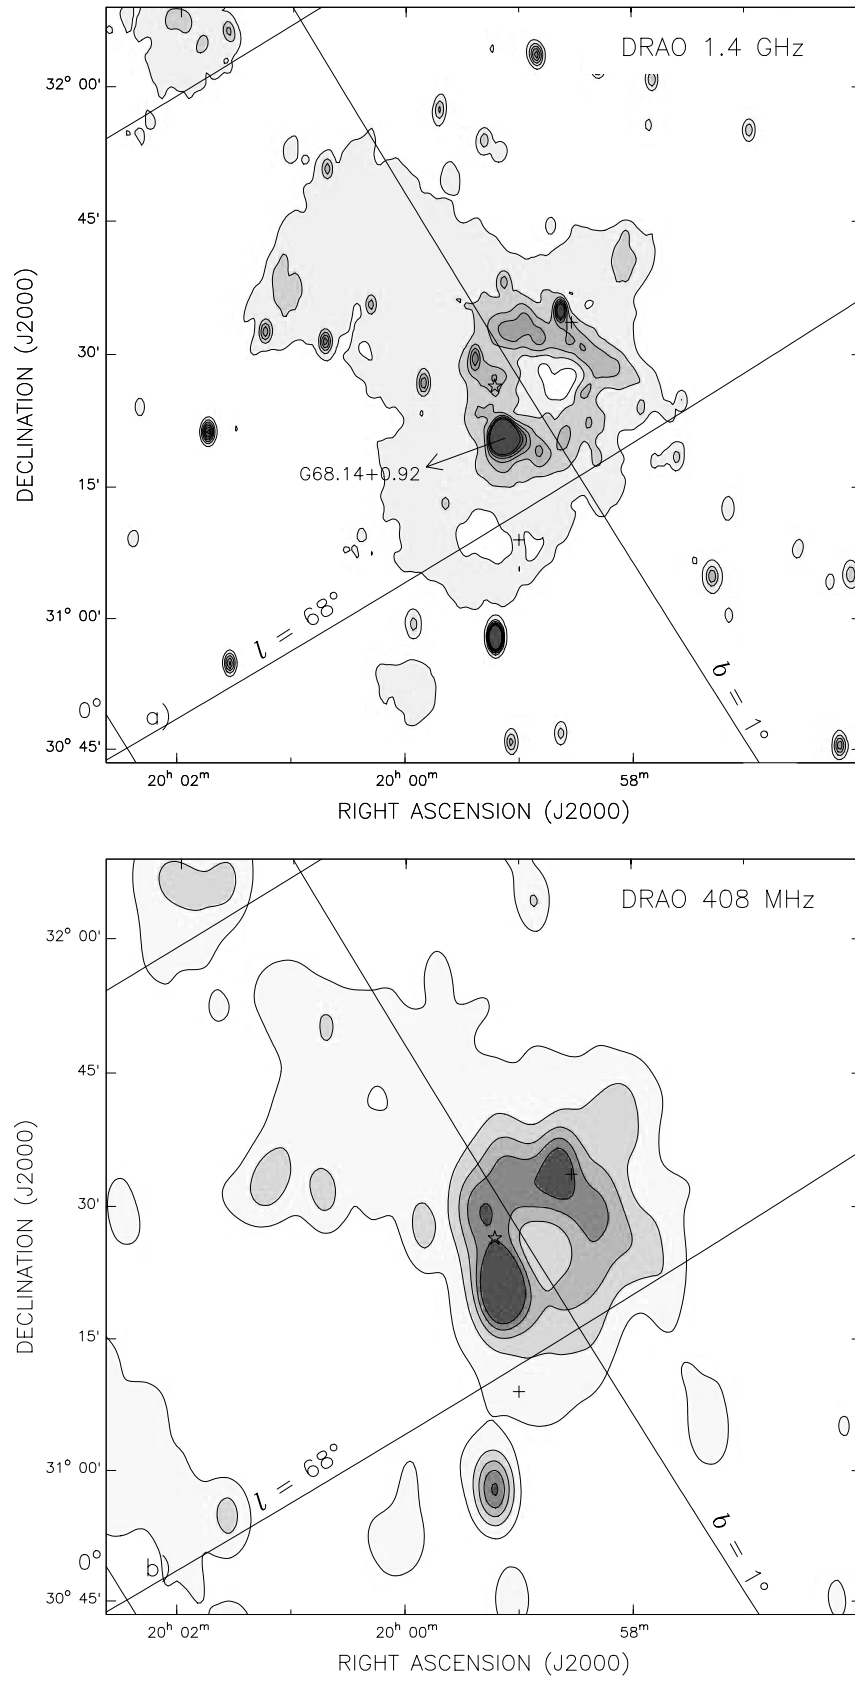 DRAO 1.4 GHz
32° 00'
45'
30'
15'
31° 00'
30° 45'
DECLINATION (J2000)
G68.14+0.92
l = 68°
b = 1°
0°
a)
20h 02m
20h 00m
58m
RIGHT ASCENSION (J2000)
DRAO 408 MHz
32° 00'
45'
30'
15'
31° 00'
30° 45'
DECLINATION (J2000)
l = 68°
b = 1°
0°
b)
20h 02m
20h 00m
58m
RIGHT ASCENSION (J2000)